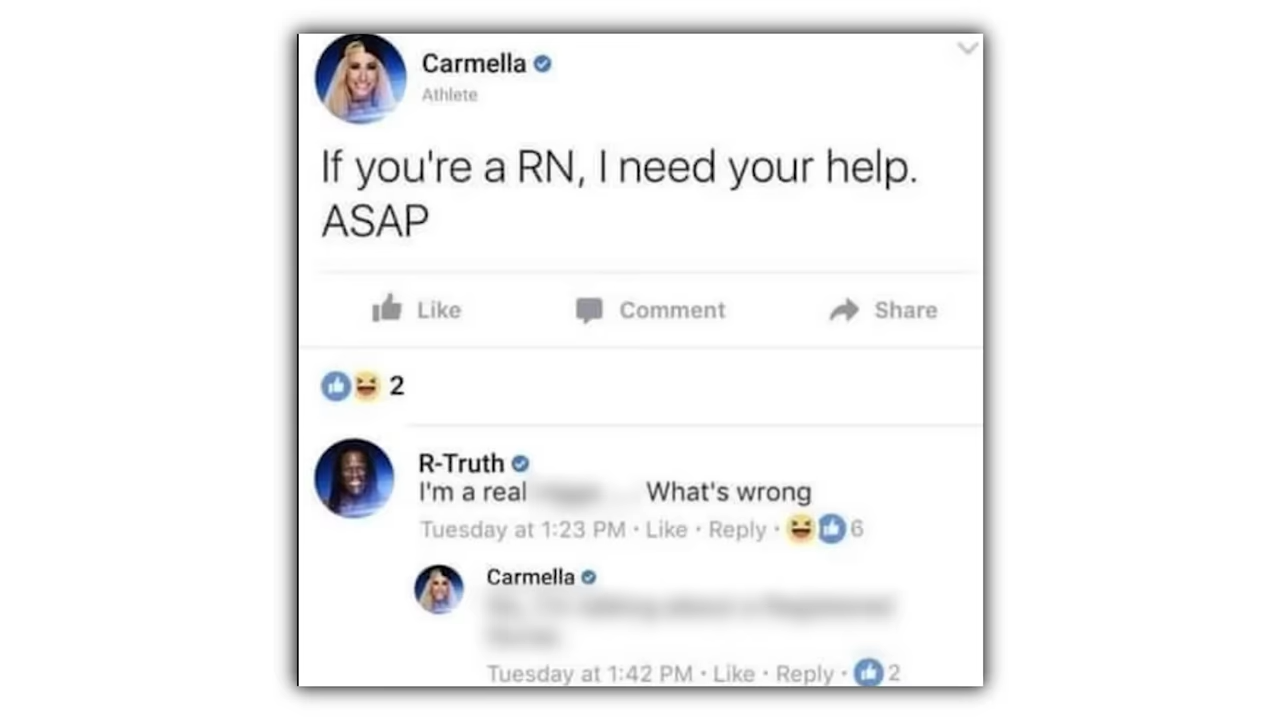 Carmella
Athlete
If you're a RN, I need your help.
ASAP
Like
Comment
Share
2
R-Truth
I'm a real What's wrong
Tuesday at 1:23 PM · Like · Reply · 6
Carmella
Tuesday at 1:42 PM · Like · Reply · 2